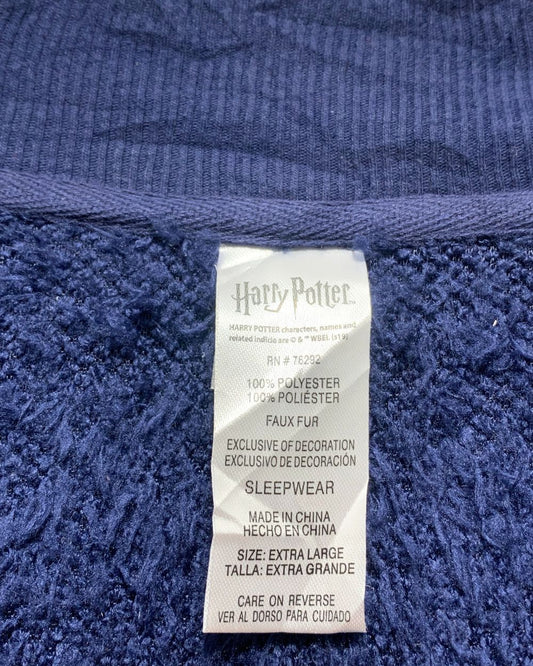 Harry Potter™
HARRY POTTER characters, names and
related indicia are © & ™ WBEI. (s19)
RN # 76292
100% POLYESTER
100% POLIÉSTER
FAUX FUR
EXCLUSIVE OF DECORATION
EXCLUSIVO DE DECORACIÓN
SLEEPWEAR
MADE IN CHINA
HECHO EN CHINA
SIZE: EXTRA LARGE
TALLA: EXTRA GRANDE
CARE ON REVERSE
VER AL DORSO PARA CUIDADO